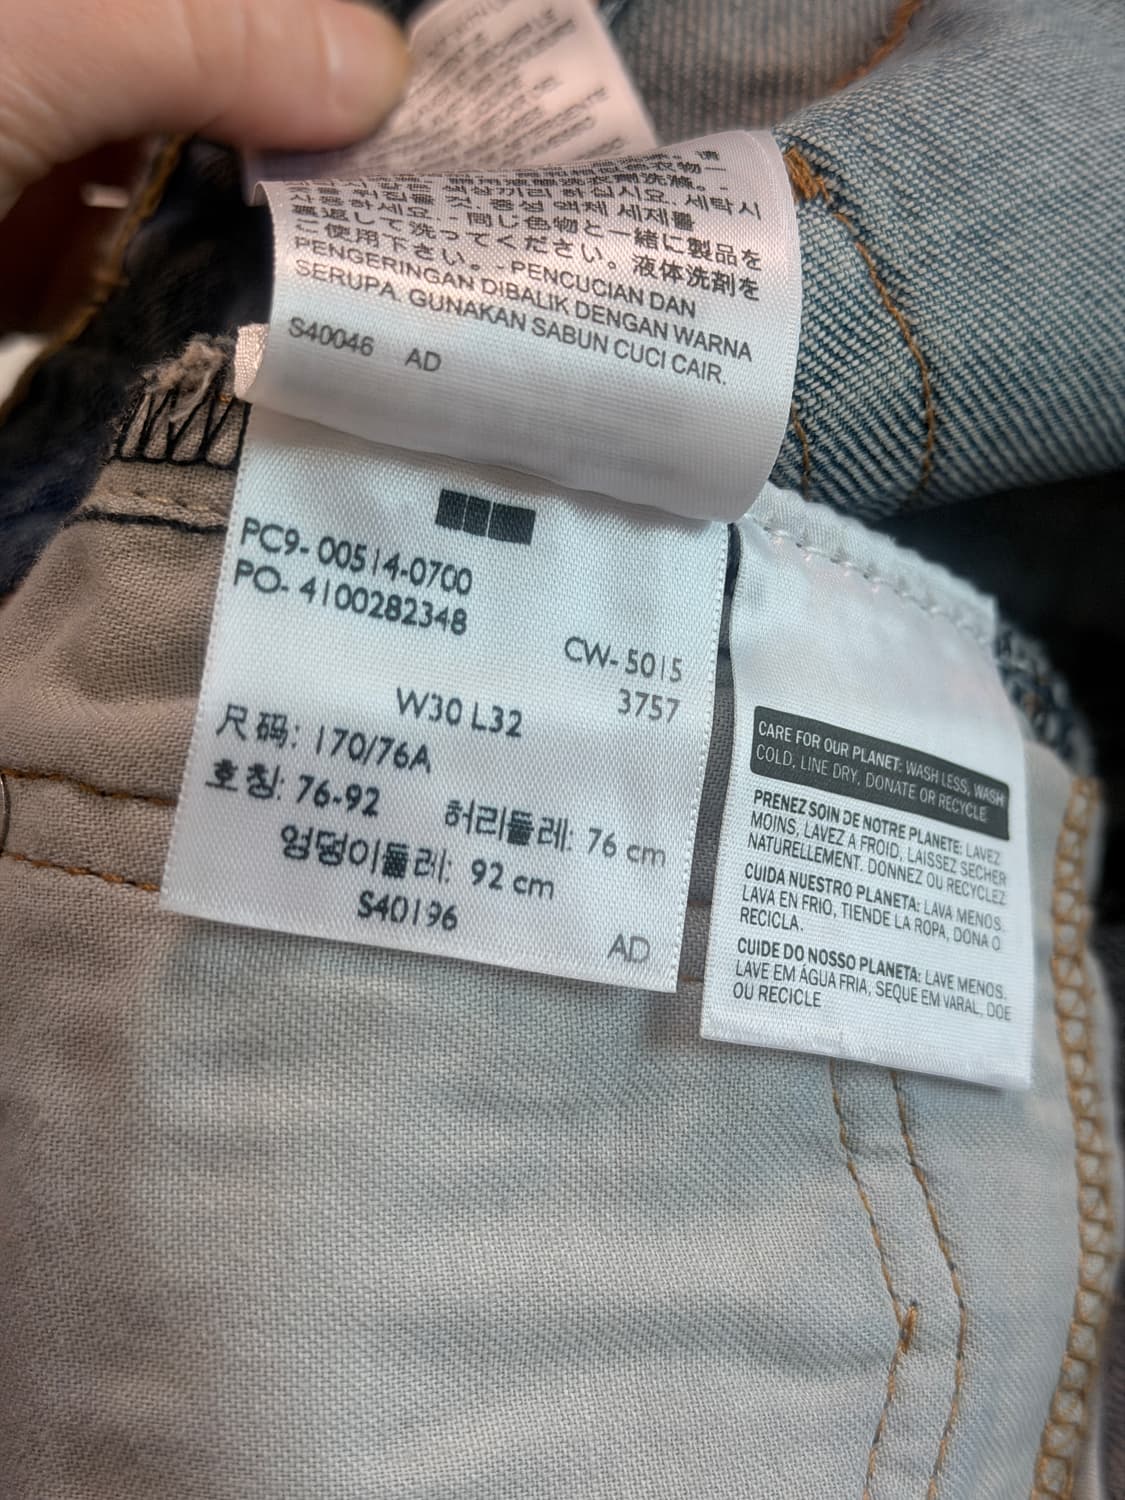 사용하세요. - 同じ色物と一緒に製品を
裏返して洗ってください。液体洗剤を
ご使用下さい。- PENCUCIAN DAN
PENGERINGAN DIBALIK DENGAN WARNA
SERUPA. GUNAKAN SABUN CUCI CAIR.
S40046 AD
PC9- 00514-0700
PO- 4100282348
CW- 5015
3757
W30 L32
尺码: 170/76A
호칭: 76-92 허리둘레: 76 cm
엉덩이둘레: 92 cm
S40196
AD
CARE FOR OUR PLANET: WASH LESS, WASH
COLD, LINE DRY, DONATE OR RECYCLE
PRENEZ SOIN DE NOTRE PLANETE: LAVEZ
MOINS, LAVEZ A FROID, LAISSEZ SECHER
NATURELLEMENT. DONNEZ OU RECYCLEZ
CUIDA NUESTRO PLANETA: LAVA MENOS.
LAVA EN FRIO, TIENDE LA ROPA, DONA O
RECICLA.
CUIDE DO NOSSO PLANETA: LAVE MENOS.
LAVE EM ÁGUA FRIA, SEQUE EM VARAL, DOE
OU RECICLE